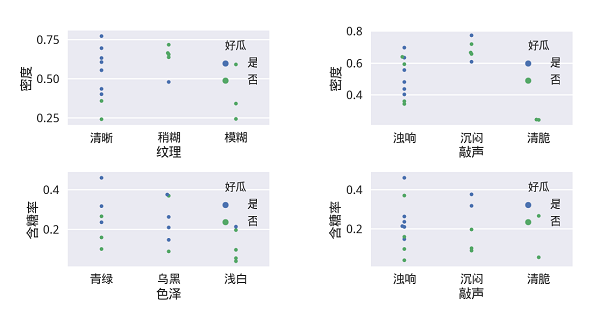 密度
0.75
0.50
0.25
好瓜
是
否
清晰
稍糊
模糊
纹理
密度
0.8
0.6
0.4
好瓜
是
否
浊响
沉闷
清脆
敲声
含糖率
0.4
0.2
好瓜
是
否
青绿
乌黑
浅白
色泽
含糖率
0.4
0.2
好瓜
是
否
浊响
沉闷
清脆
敲声